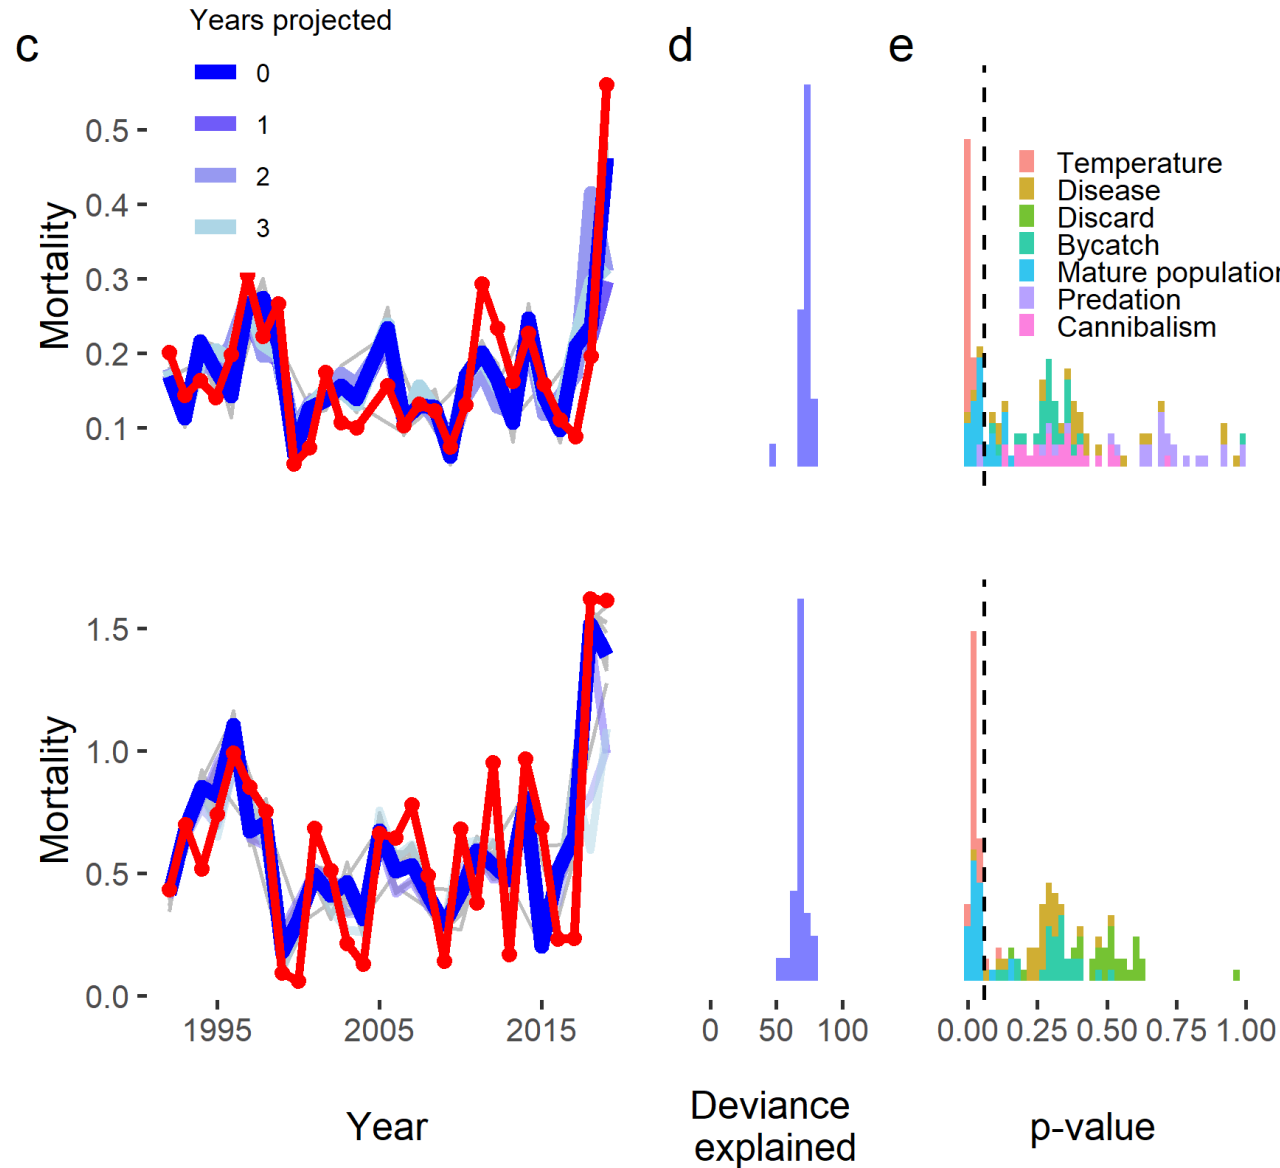 c
Years projected
0
1
2
3
d
e
Temperature
Disease
Discard
Bycatch
Mature population
Predation
Cannibalism
Mortality
0.5
0.4
0.3
0.2
0.1
Mortality
1.5
1.0
0.5
0.0
1995 2005 2015
0 50 100
0.00 0.25 0.50 0.75 1.00
Year
Deviance
explained
p-value